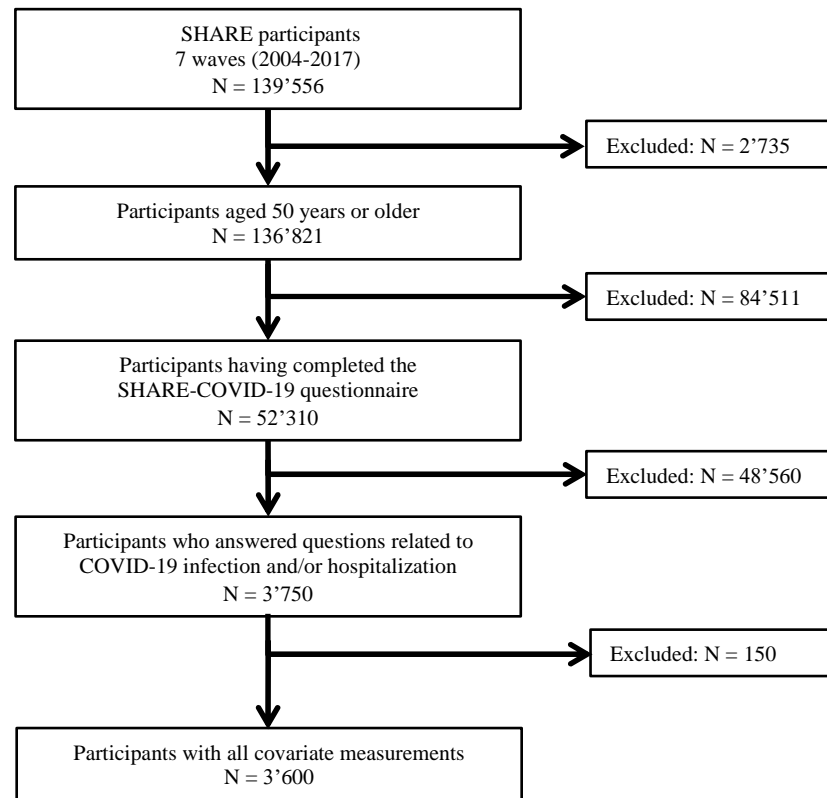 SHARE participants
7 waves (2004-2017)
N = 139’556
Excluded: N = 2’735
Participants aged 50 years or older
N = 136’821
Excluded: N = 84’511
Participants having completed the
SHARE-COVID-19 questionnaire
N = 52’310
Excluded: N = 48’560
Participants who answered questions related to
COVID-19 infection and/or hospitalization
N = 3’750
Excluded: N = 150
Participants with all covariate measurements
N = 3’600